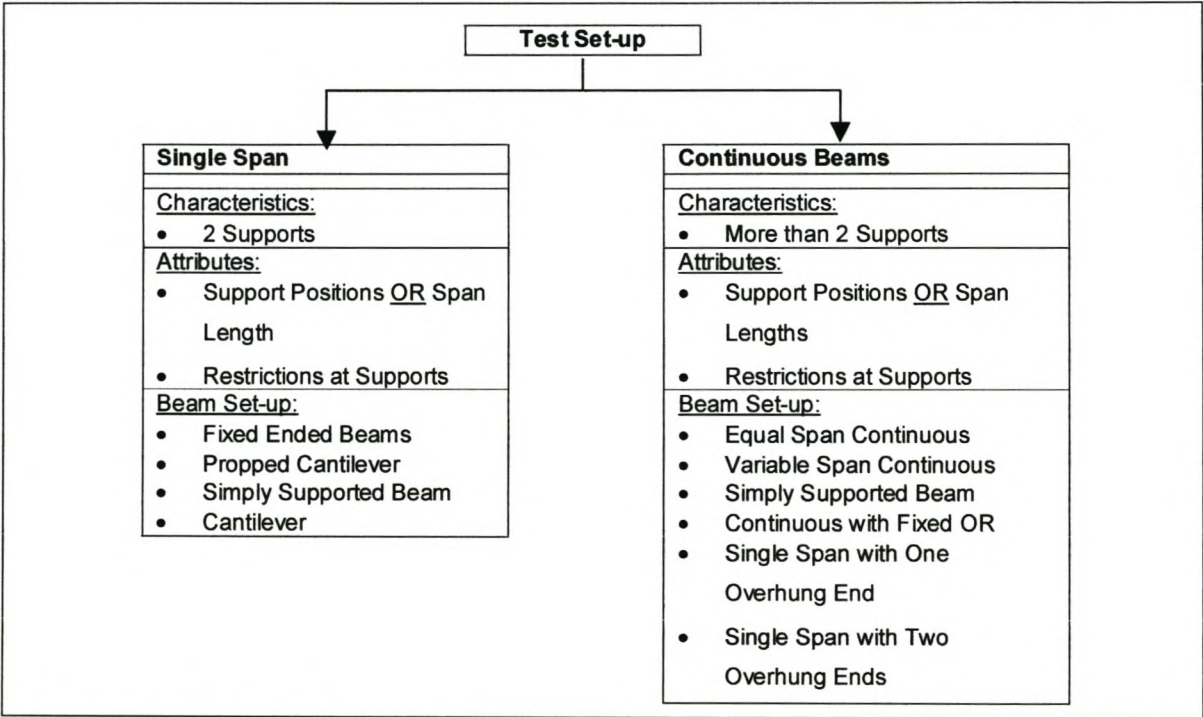 Test Set-up
Single Span
Characteristics:
• 2 Supports
Attributes:
• Support Positions OR Span
Length
• Restrictions at Supports
Beam Set-up:
• Fixed Ended Beams
• Propped Cantilever
• Simply Supported Beam
• Cantilever
Continuous Beams
Characteristics:
• More than 2 Supports
Attributes:
• Support Positions OR Span
Lengths
• Restrictions at Supports
Beam Set-up:
• Equal Span Continuous
• Variable Span Continuous
• Simply Supported Beam
• Continuous with Fixed OR
• Single Span with One
Overhung End
• Single Span with Two
Overhung Ends